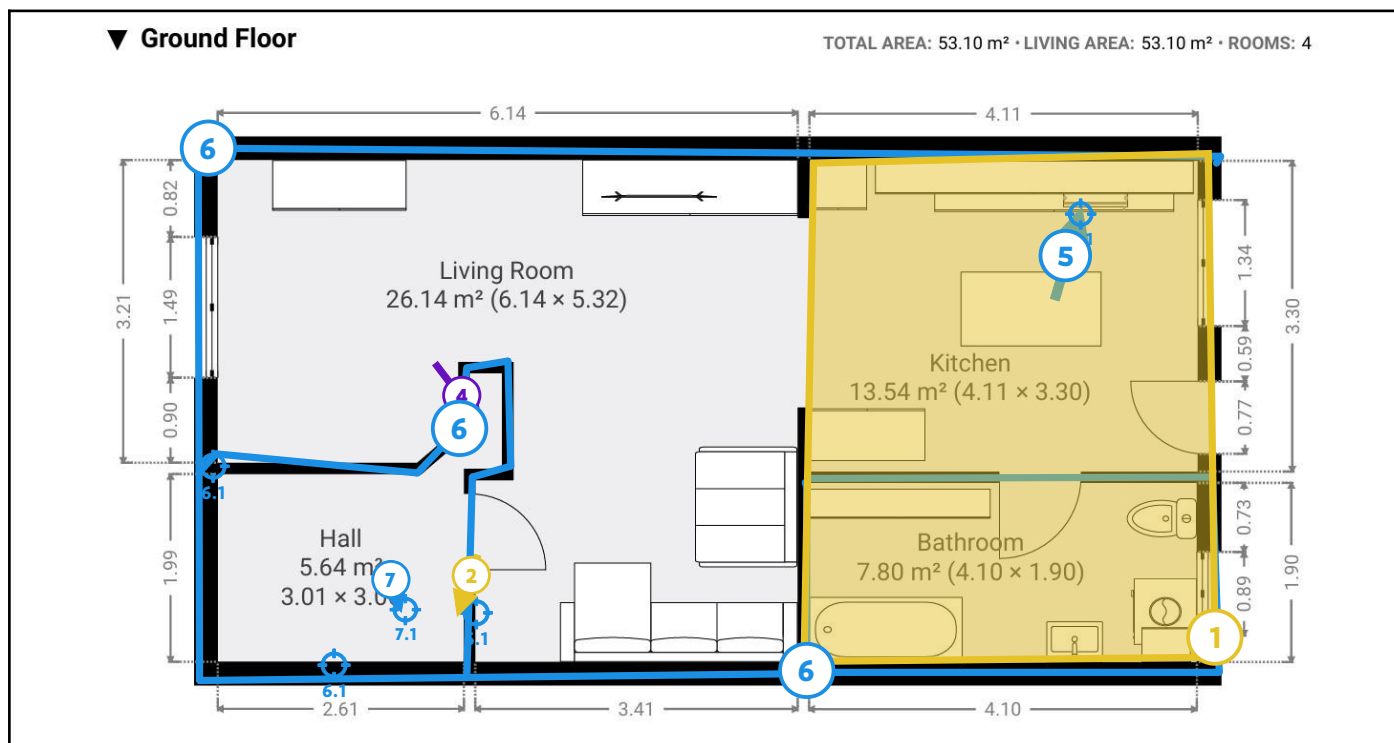 ▼ Ground Floor
TOTAL AREA: 53.10 m² · LIVING AREA: 53.10 m² · ROOMS: 4
6.14
4.11
6
0.82
1.49
3.21
0.90
Living Room
26.14 m² (6.14 × 5.32)
5
1.34
3.30
0.59
0.77
Kitchen
13.54 m² (4.11 × 3.30)
4
6
6.1
Hall
5.64 m²
3.01 × 3.0
7
7.1
2
1.99
6.1
Bathroom
7.80 m² (4.10 × 1.90)
0.73
1.90
0.89
1
6
2.61
3.41
4.10